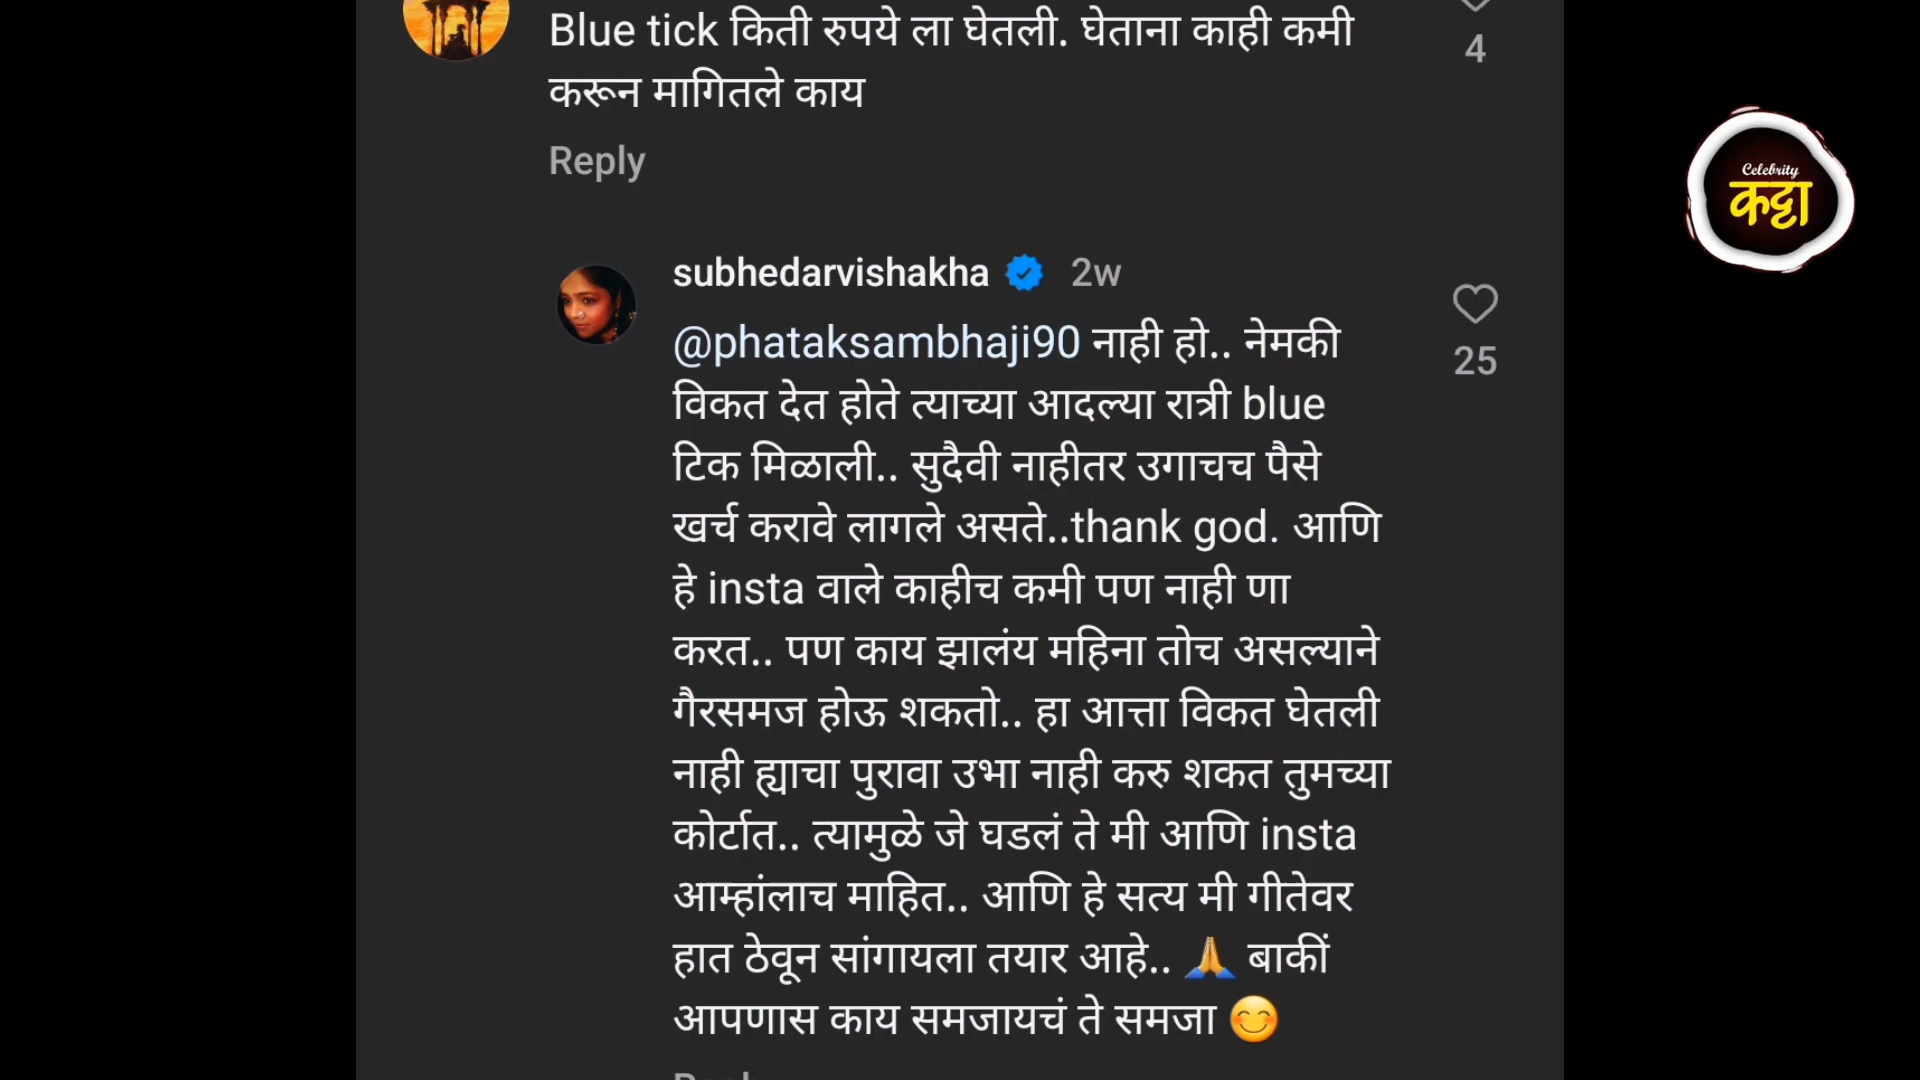 Blue tick किती रुपये ला घेतली. घेताना काही कमी
4
करून मागितले काय
Reply
Celebrity
कट्टा
subhedarvishakha 2w
@phataksambhaji90 नाही हो.. नेमकी
25
विकत देत होते त्याच्या आदल्या रात्री blue
टिक मिळाली.. सुदैवी नाहीतर उगाचच पैसे
खर्च करावे लागले असते..thank god. आणि
हे insta वाले काहीच कमी पण नाही णा
करत.. पण काय झालंय महिना तोच असल्याने
गैरसमज होऊ शकतो.. हा आत्ता विकत घेतली
नाही ह्याचा पुरावा उभा नाही करु शकत तुमच्या
कोर्टात.. त्यामुळे जे घडलं ते मी आणि insta
आम्हांलाच माहित.. आणि हे सत्य मी गीतेवर
हात ठेवून सांगायला तयार आहे.. 🙏 बाकीं
आपणास काय समजायचं ते समजा 😊